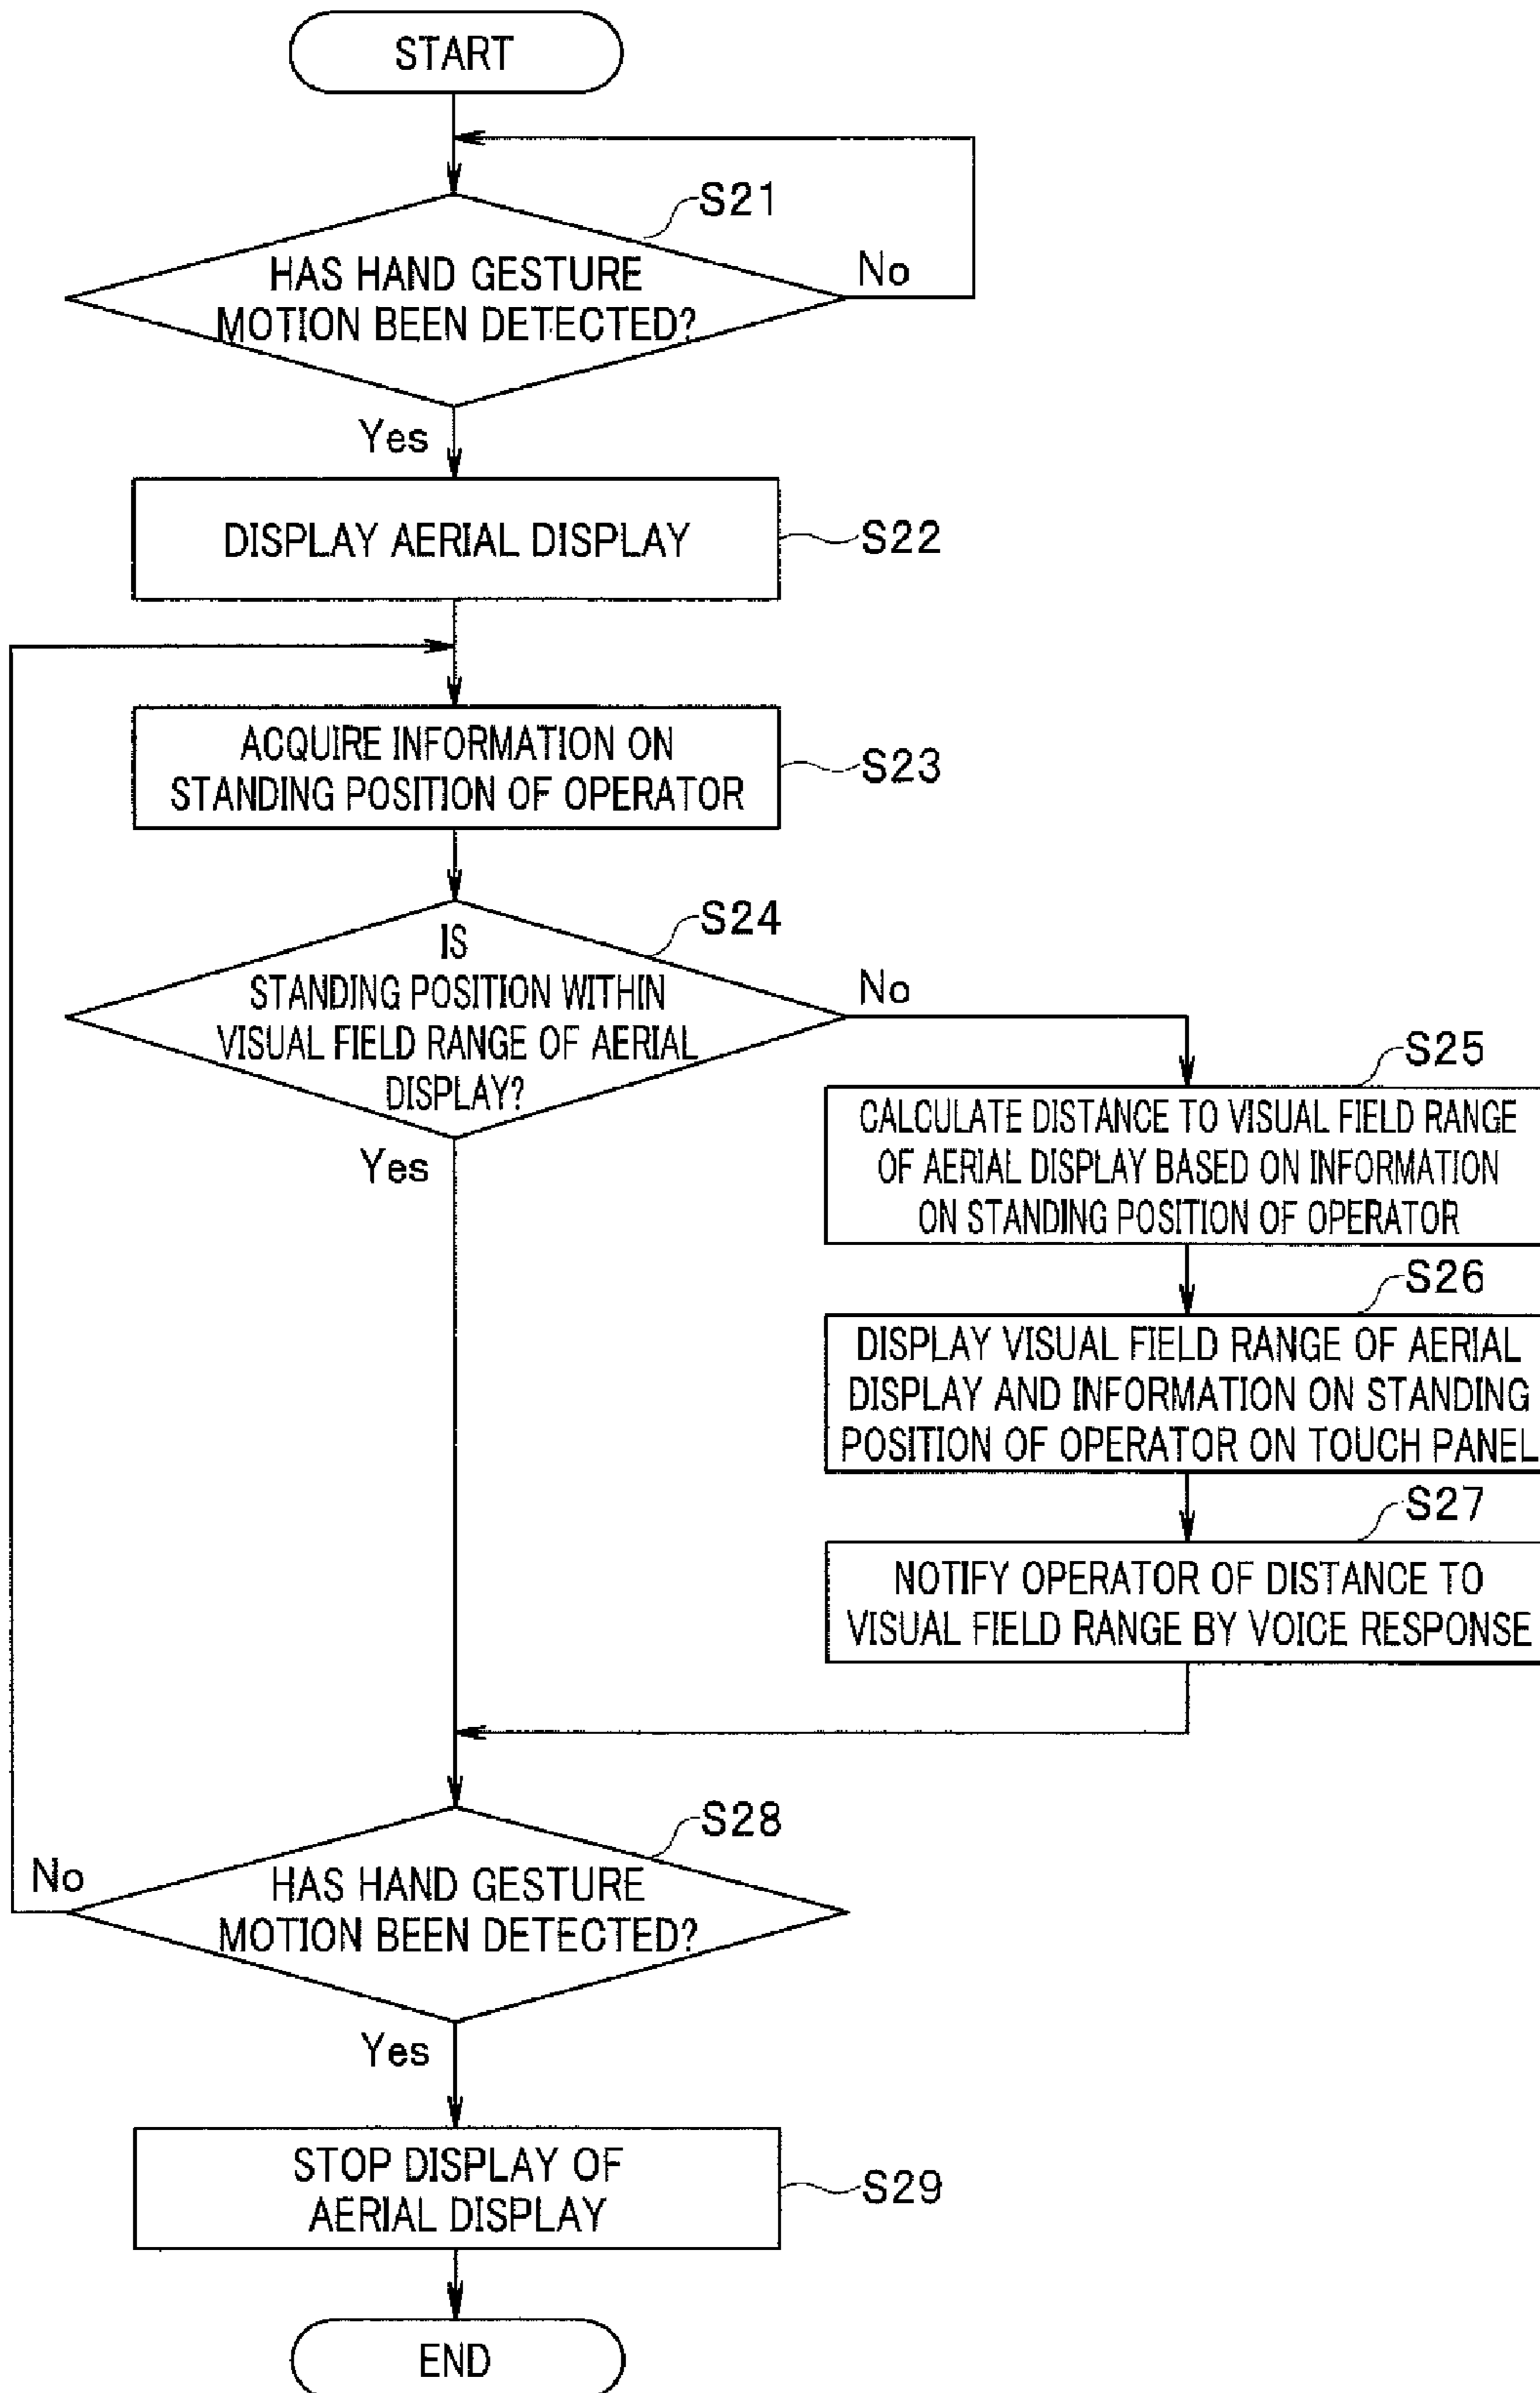 START
S21
HAS HAND GESTURE
MOTION BEEN DETECTED?
No
Yes
DISPLAY AERIAL DISPLAY
S22
ACQUIRE INFORMATION ON
STANDING POSITION OF OPERATOR
S23
S24
IS
STANDING POSITION WITHIN
VISUAL FIELD RANGE OF AERIAL
DISPLAY?
No
Yes
S25
CALCULATE DISTANCE TO VISUAL FIELD RANGE
OF AERIAL DISPLAY BASED ON INFORMATION
ON STANDING POSITION OF OPERATOR
S26
DISPLAY VISUAL FIELD RANGE OF AERIAL
DISPLAY AND INFORMATION ON STANDING
POSITION OF OPERATOR ON TOUCH PANEL
S27
NOTIFY OPERATOR OF DISTANCE TO
VISUAL FIELD RANGE BY VOICE RESPONSE
S28
HAS HAND GESTURE
MOTION BEEN DETECTED?
No
Yes
STOP DISPLAY OF
AERIAL DISPLAY
S29
END